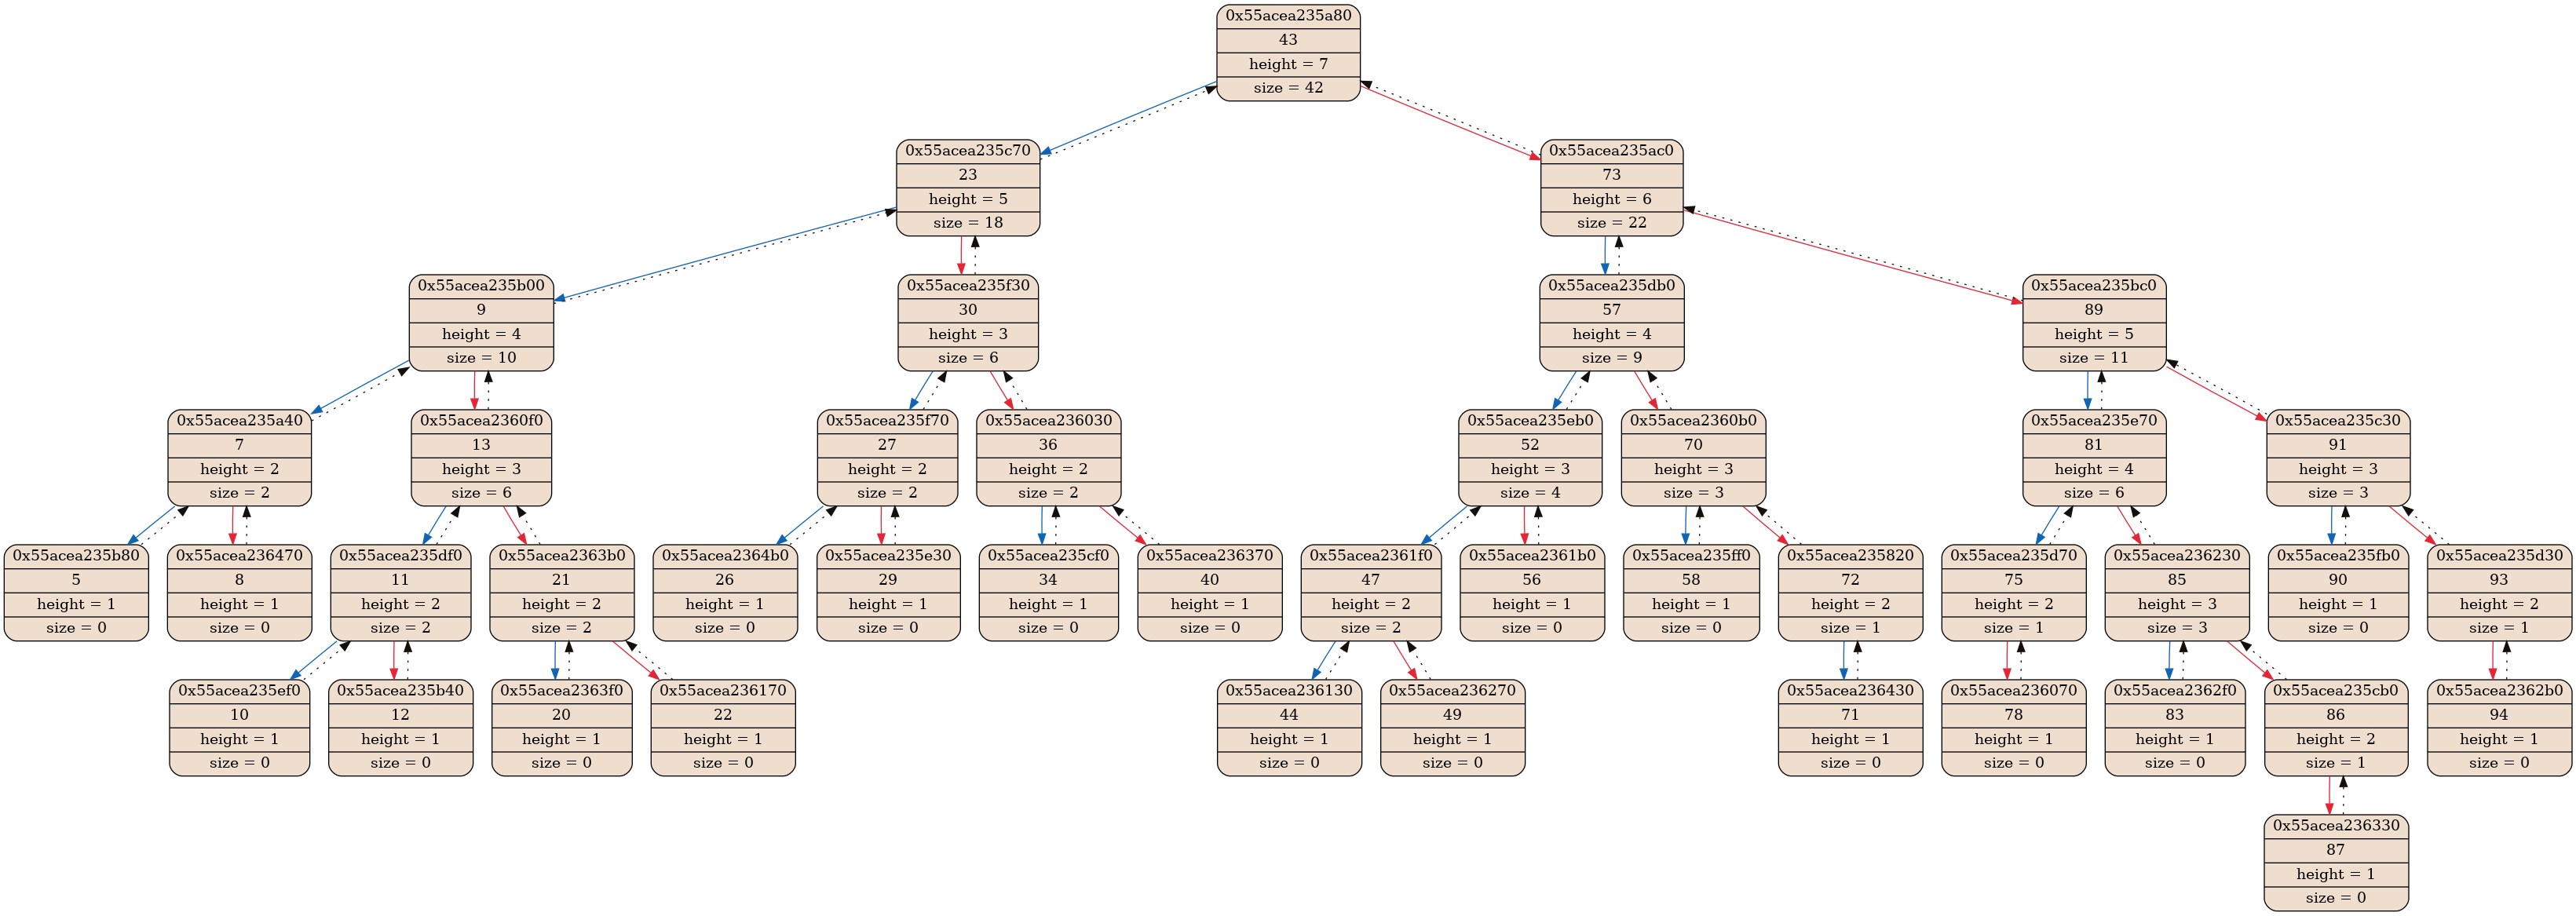 0x55acea235a80
43
height = 7
size = 42
0x55acea235c70
23
height = 5
size = 18
0x55acea235ac0
73
height = 6
size = 22
0x55acea235b00
9
height = 4
size = 10
0x55acea235f30
30
height = 3
size = 6
0x55acea235db0
57
height = 4
size = 9
0x55acea235bc0
89
height = 5
size = 11
0x55acea235a40
7
height = 2
size = 2
0x55acea2360f0
13
height = 3
size = 6
0x55acea235f70
27
height = 2
size = 2
0x55acea236030
36
height = 2
size = 2
0x55acea235eb0
52
height = 3
size = 4
0x55acea2360b0
70
height = 3
size = 3
0x55acea235e70
81
height = 4
size = 6
0x55acea235c30
91
height = 3
size = 3
0x55acea235b80
5
height = 1
size = 0
0x55acea236470
8
height = 1
size = 0
0x55acea235df0
11
height = 2
size = 2
0x55acea2363b0
21
height = 2
size = 2
0x55acea2364b0
26
height = 1
size = 0
0x55acea235e30
29
height = 1
size = 0
0x55acea235cf0
34
height = 1
size = 0
0x55acea236370
40
height = 1
size = 0
0x55acea2361f0
47
height = 2
size = 2
0x55acea2361b0
56
height = 1
size = 0
0x55acea235ff0
58
height = 1
size = 0
0x55acea235820
72
height = 2
size = 1
0x55acea235d70
75
height = 2
size = 1
0x55acea236230
85
height = 3
size = 3
0x55acea235fb0
90
height = 1
size = 0
0x55acea235d30
93
height = 2
size = 1
0x55acea235ef0
10
height = 1
size = 0
0x55acea235b40
12
height = 1
size = 0
0x55acea2363f0
20
height = 1
size = 0
0x55acea236170
22
height = 1
size = 0
0x55acea236130
44
height = 1
size = 0
0x55acea236270
49
height = 1
size = 0
0x55acea236430
71
height = 1
size = 0
0x55acea236070
78
height = 1
size = 0
0x55acea2362f0
83
height = 1
size = 0
0x55acea235cb0
86
height = 2
size = 1
0x55acea2362b0
94
height = 1
size = 0
0x55acea236330
87
height = 1
size = 0